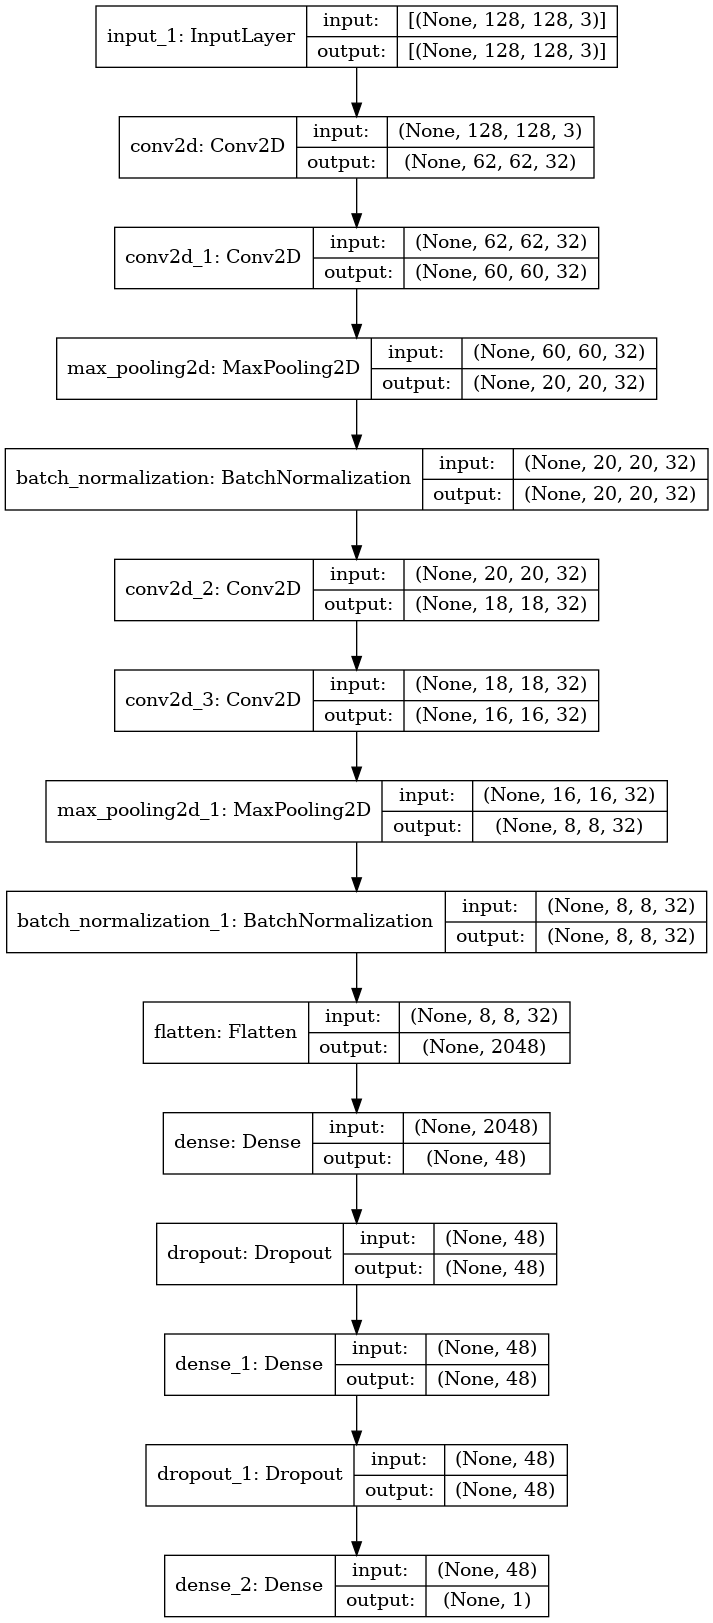 input_1: InputLayer
input: [(None, 128, 128, 3)]
output: [(None, 128, 128, 3)]
conv2d: Conv2D
input: (None, 128, 128, 3)
output: (None, 62, 62, 32)
conv2d_1: Conv2D
input: (None, 62, 62, 32)
output: (None, 60, 60, 32)
max_pooling2d: MaxPooling2D
input: (None, 60, 60, 32)
output: (None, 20, 20, 32)
batch_normalization: BatchNormalization
input: (None, 20, 20, 32)
output: (None, 20, 20, 32)
conv2d_2: Conv2D
input: (None, 20, 20, 32)
output: (None, 18, 18, 32)
conv2d_3: Conv2D
input: (None, 18, 18, 32)
output: (None, 16, 16, 32)
max_pooling2d_1: MaxPooling2D
input: (None, 16, 16, 32)
output: (None, 8, 8, 32)
batch_normalization_1: BatchNormalization
input: (None, 8, 8, 32)
output: (None, 8, 8, 32)
flatten: Flatten
input: (None, 8, 8, 32)
output: (None, 2048)
dense: Dense
input: (None, 2048)
output: (None, 48)
dropout: Dropout
input: (None, 48)
output: (None, 48)
dense_1: Dense
input: (None, 48)
output: (None, 48)
dropout_1: Dropout
input: (None, 48)
output: (None, 48)
dense_2: Dense
input: (None, 48)
output: (None, 1)